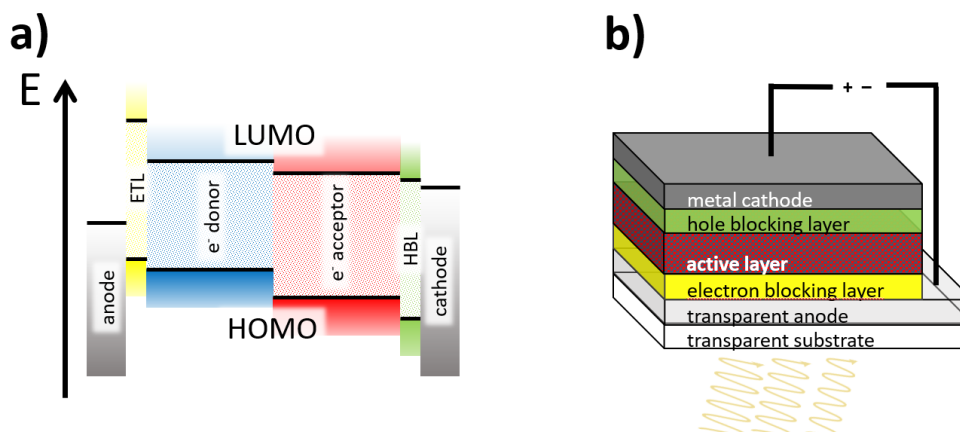 a)
E
LUMO
ETL
e⁻ donor
e⁻ acceptor
HBL
anode
cathode
HOMO
b)
+ −
metal cathode
hole blocking layer
active layer
electron blocking layer
transparent anode
transparent substrate